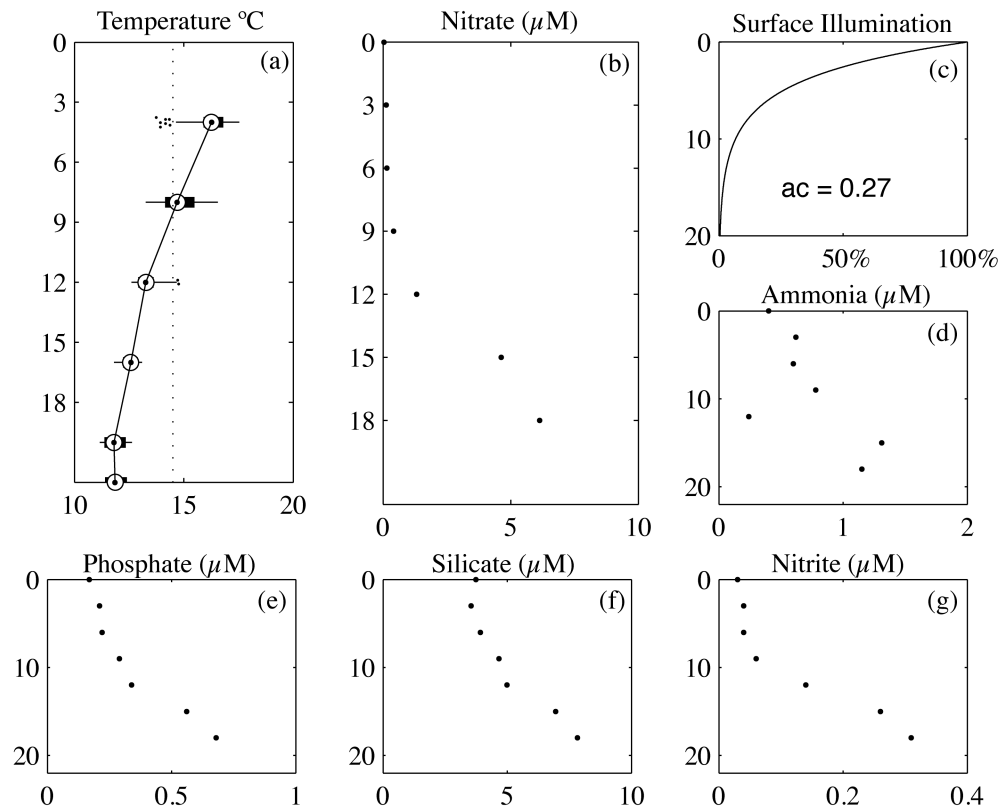 Temperature ºC
(a)
0
3
6
9
12
15
18
10 15 20
Nitrate (µM)
(b)
0
3
6
9
12
15
18
0 5 10
Surface Illumination
(c)
0
10
20
ac = 0.27
0 50% 100%
Ammonia (µM)
(d)
0
10
20
0 1 2
Phosphate (µM)
(e)
0
10
20
0 0.5 1
Silicate (µM)
(f)
0
10
20
0 5 10
Nitrite (µM)
(g)
0
10
20
0 0.2 0.4